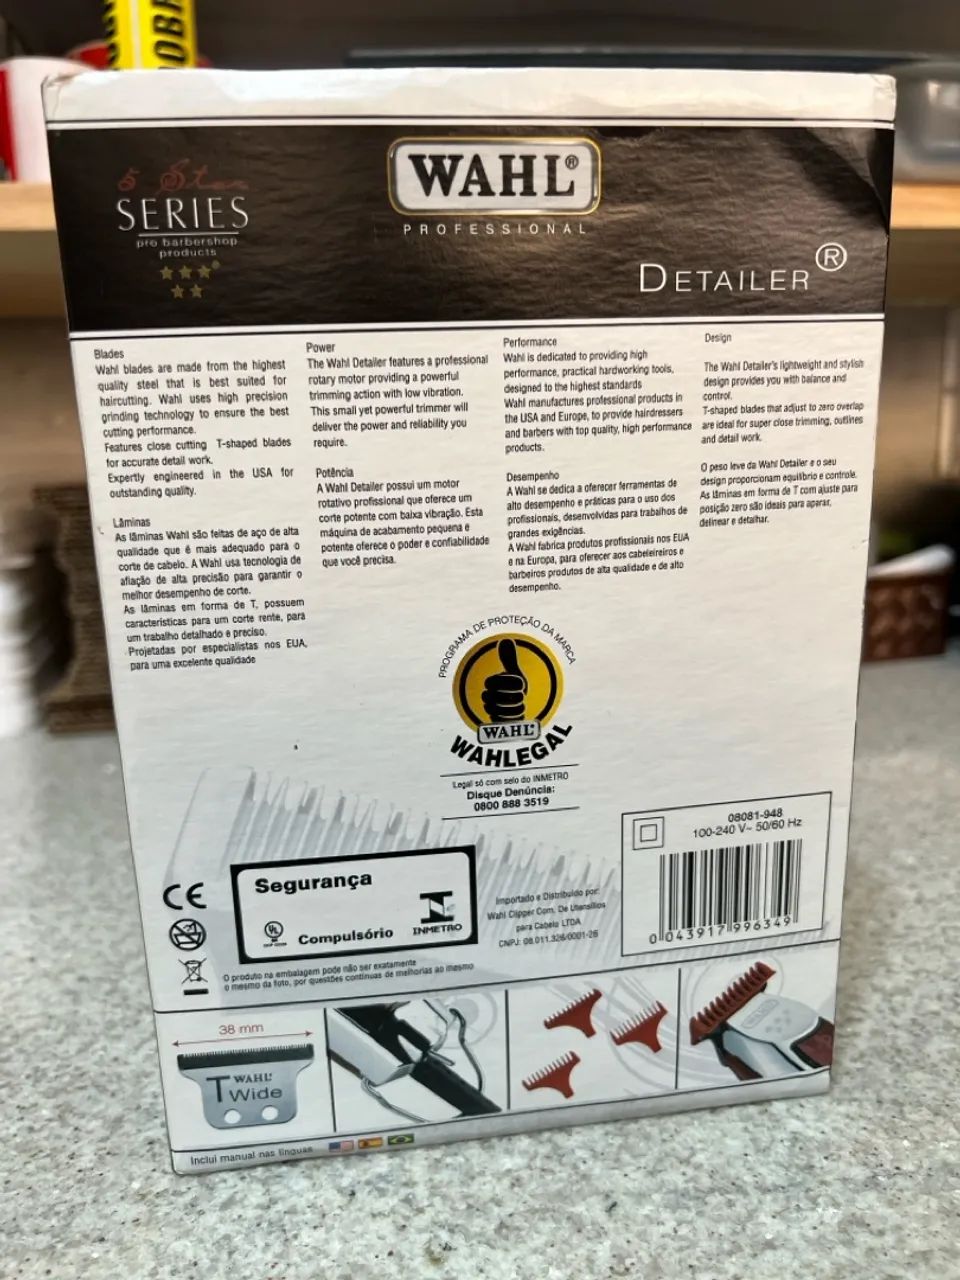 OBR
5 Star
SERIES
pro barbershop
products
WAHL®
PROFESSIONAL
DETAILER®
Blades
Wahl blades are made from the highest
quality steel that is best suited for
haircutting. Wahl uses high precision
grinding technology to ensure the best
cutting performance.
Features close cutting T-shaped blades
for accurate detail work.
Expertly engineered in the USA for
outstanding quality.
Lâminas
As lâminas Wahl são feitas de aço de alta
qualidade que é mais adequado para o
corte de cabelo. A Wahl usa tecnologia de
afiação de alta precisão para garantir o
melhor desempenho de corte.
As lâminas em forma de T, possuem
características para um corte rente, para
um trabalho detalhado e preciso.
Projetadas por especialistas nos EUA,
para uma excelente qualidade
Power
The Wahl Detailer features a professional
rotary motor providing a powerful
trimming action with low vibration.
This small yet powerful trimmer will
deliver the power and reliability you
require.
Potência
A Wahl Detailer possui um motor
rotativo profissional que oferece um
corte potente com baixa vibração. Esta
máquina de acabamento pequena e
potente oferece o poder e confiabilidade
que você precisa.
Performance
Wahl is dedicated to providing high
performance, practical hardworking tools,
designed to the highest standards
Wahl manufactures professional products in
the USA and Europe, to provide hairdressers
and barbers with top quality, high performance
products.
Desempenho
A Wahl se dedica a oferecer ferramentas de
alto desempenho e práticas para o uso dos
profissionais, desenvolvidas para trabalhos de
grandes exigências.
A Wahl fabrica produtos profissionais nos EUA
e na Europa, para oferecer aos cabeleireiros e
barbeiros produtos de alta qualidade e de alto
desempenho.
Design
The Wahl Detailer's lightweight and stylish
design provides you with balance and
control.
T-shaped blades that adjust to zero overlap
are ideal for super close trimming, outlines
and detail work.
O peso leve da Wahl Detailer e o seu
design proporcionam equilíbrio e controle.
As lâminas em forma de T com ajuste para
posição zero são ideais para aparar,
delinear e detalhar.
PROGRAMA DE PROTEÇÃO DA MARCA
WAHL
WAHLEGAL
Legal só com selo do INMETRO
Disque Denúncia:
0800 888 3519
08081-948
100-240 V~ 50/60 Hz
0 043917 996349
CE
Segurança
UL
Compulsório
INMETRO
Importado e Distribuído por:
Wahl Clipper Com. De Utensílios
para Cabelo LTDA
CNPJ: 08.011.326/0001-26
O produto na embalagem pode não ser exatamente
o mesmo da foto, por questões contínuas de melhorias ao mesmo
38 mm
WAHL
T Wide
WAHL
Inclui manual nas línguas